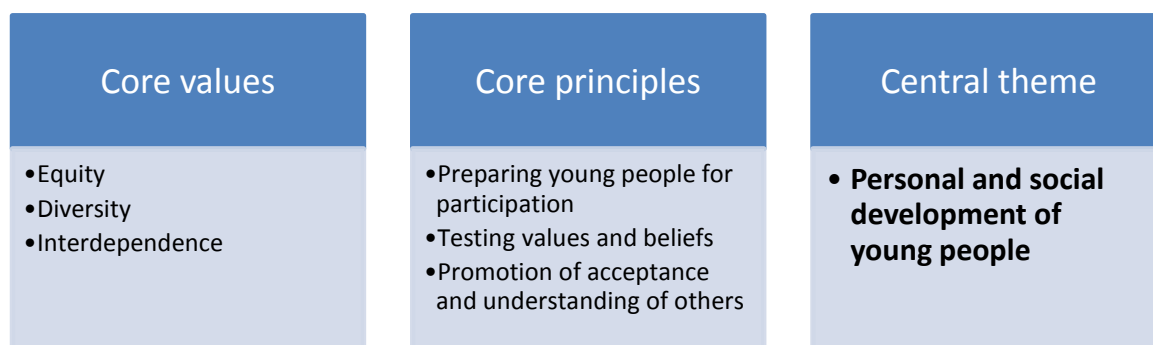 Core values
•Equity
•Diversity
•Interdependence
Core principles
•Preparing young people for
participation
•Testing values and beliefs
•Promotion of acceptance
and understanding of others
Central theme
• Personal and social
development of
young people